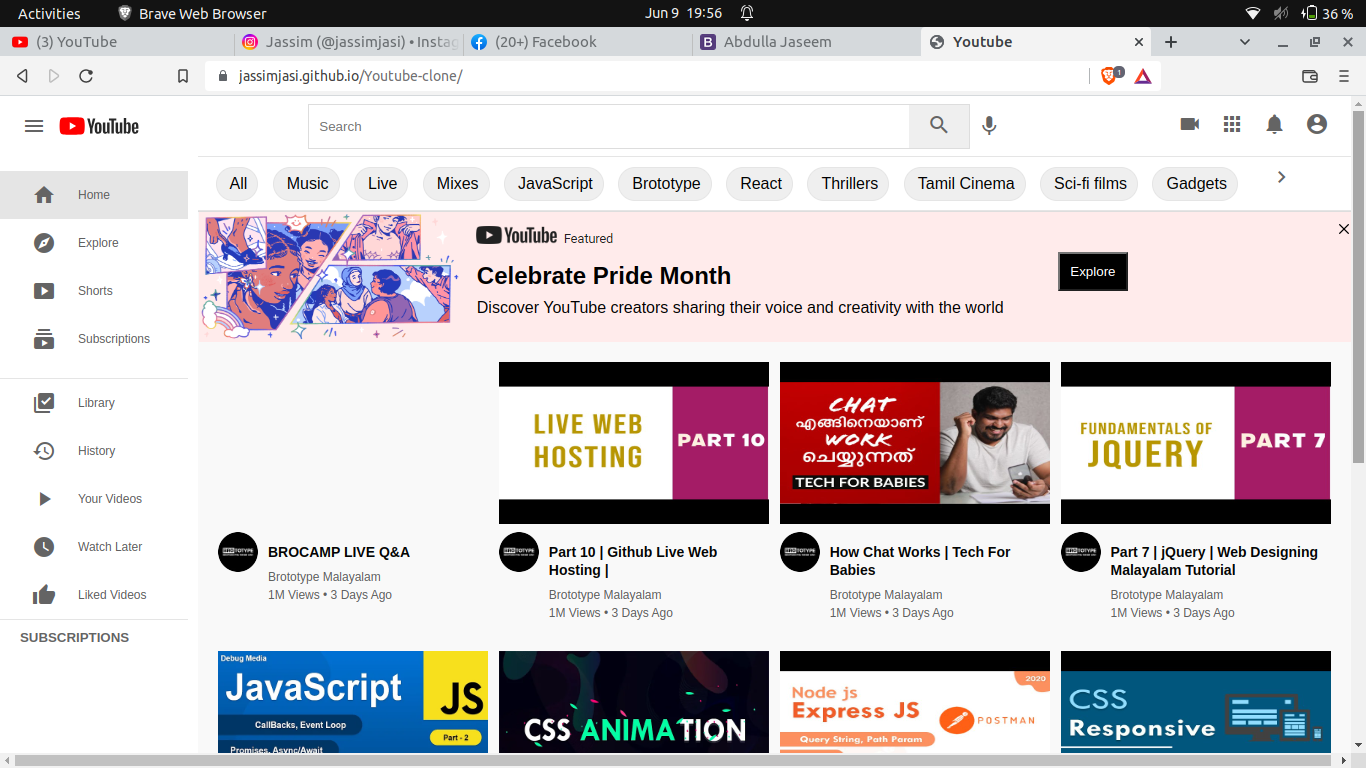 Activities Brave Web Browser Jun 9 19:56 36 %
(3) YouTube Jassim (@jassimjasi) • Instag (20+) Facebook Abdulla Jaseem Youtube
jassimjasi.github.io/Youtube-clone/ 1
YouTube Search
All Music Live Mixes JavaScript Brototype React Thrillers Tamil Cinema Sci-fi films Gadgets
Home
Explore
Shorts
Subscriptions
Library
History
Your Videos
Watch Later
Liked Videos
SUBSCRIPTIONS
YouTube Featured
Celebrate Pride Month
Discover YouTube creators sharing their voice and creativity with the world
Explore
BROCAMP LIVE Q&A
Brototype Malayalam
1M Views • 3 Days Ago
LIVE WEB
HOSTING
PART 10
Part 10 | Github Live Web
Hosting |
Brototype Malayalam
1M Views • 3 Days Ago
CHAT
എങ്ങിനെയാണ്
WORK
ചെയ്യുന്നത്
TECH FOR BABIES
How Chat Works | Tech For
Babies
Brototype Malayalam
1M Views • 3 Days Ago
FUNDAMENTALS OF
JQUERY
PART 7
Part 7 | jQuery | Web Designing
Malayalam Tutorial
Brototype Malayalam
1M Views • 3 Days Ago
Debug Media
JavaScript
JS
CallBacks, Event Loop
Part - 2
Promises, Async/Await
CSS ANIMATION
2020
Node js
Express JS
POSTMAN
Query String, Path Param
CSS
Responsive